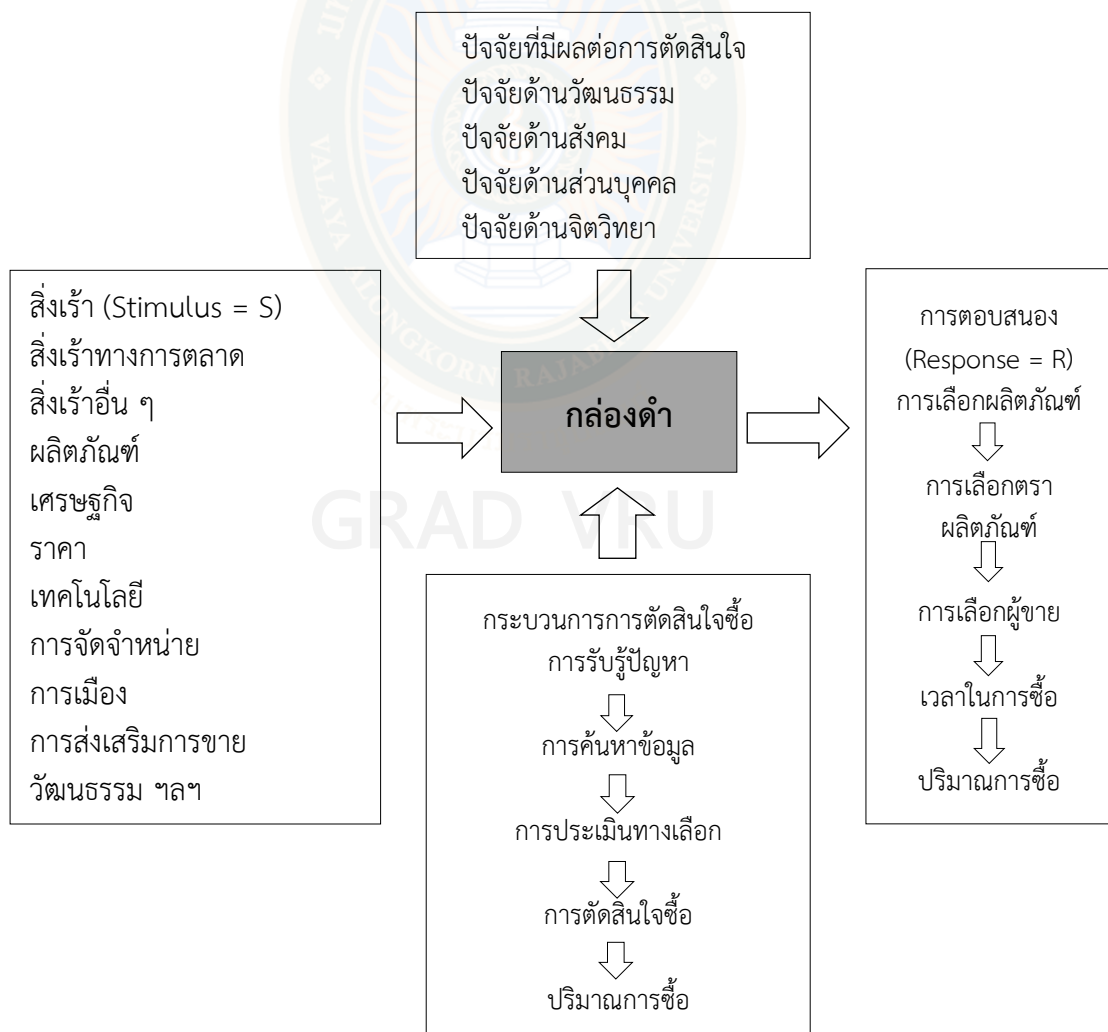 ปัจจัยที่มีผลต่อการตัดสินใจ
ปัจจัยด้านวัฒนธรรม
ปัจจัยด้านสังคม
ปัจจัยด้านส่วนบุคคล
ปัจจัยด้านจิตวิทยา
สิ่งเร้า (Stimulus = S)
สิ่งเร้าทางการตลาด
สิ่งเร้าอื่น ๆ
ผลิตภัณฑ์
เศรษฐกิจ
ราคา
เทคโนโลยี
การจัดจำหน่าย
การเมือง
การส่งเสริมการขาย
วัฒนธรรม ฯลฯ
กล่องดำ
การตอบสนอง
(Response = R)
การเลือกผลิตภัณฑ์
การเลือกตรา
ผลิตภัณฑ์
การเลือกผู้ขาย
เวลาในการซื้อ
ปริมาณการซื้อ
กระบวนการการตัดสินใจซื้อ
การรับรู้ปัญหา
การค้นหาข้อมูล
การประเมินทางเลือก
การตัดสินใจซื้อ
ปริมาณการซื้อ
VALAYA ALONGKORN RAJABHAT UNIVERSITY
GRAD VRU